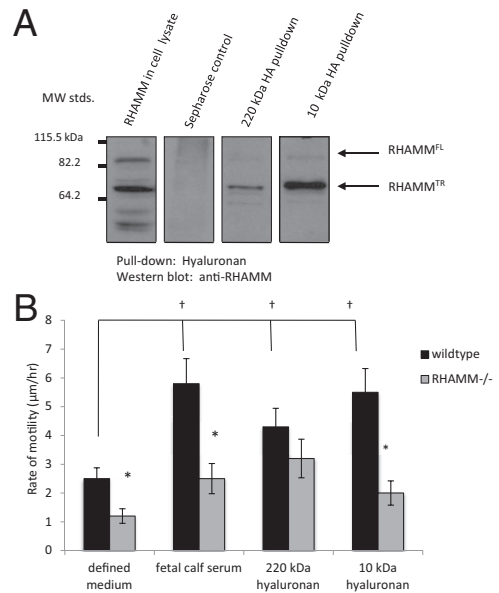 A
MW stds.
RHAMM in cell lysate
Sepharose control
220 kDa HA pulldown
10 kDa HA pulldown
115.5 kDa
82.2
64.2
RHAMMFL
RHAMMTR
Pull-down: Hyaluronan
Western blot: anti-RHAMM
B
Rate of motility (µm/hr)
8
7
6
5
4
3
2
1
0
† † †
* * *
wildtype
RHAMM-/-
defined medium
fetal calf serum
220 kDa hyaluronan
10 kDa hyaluronan